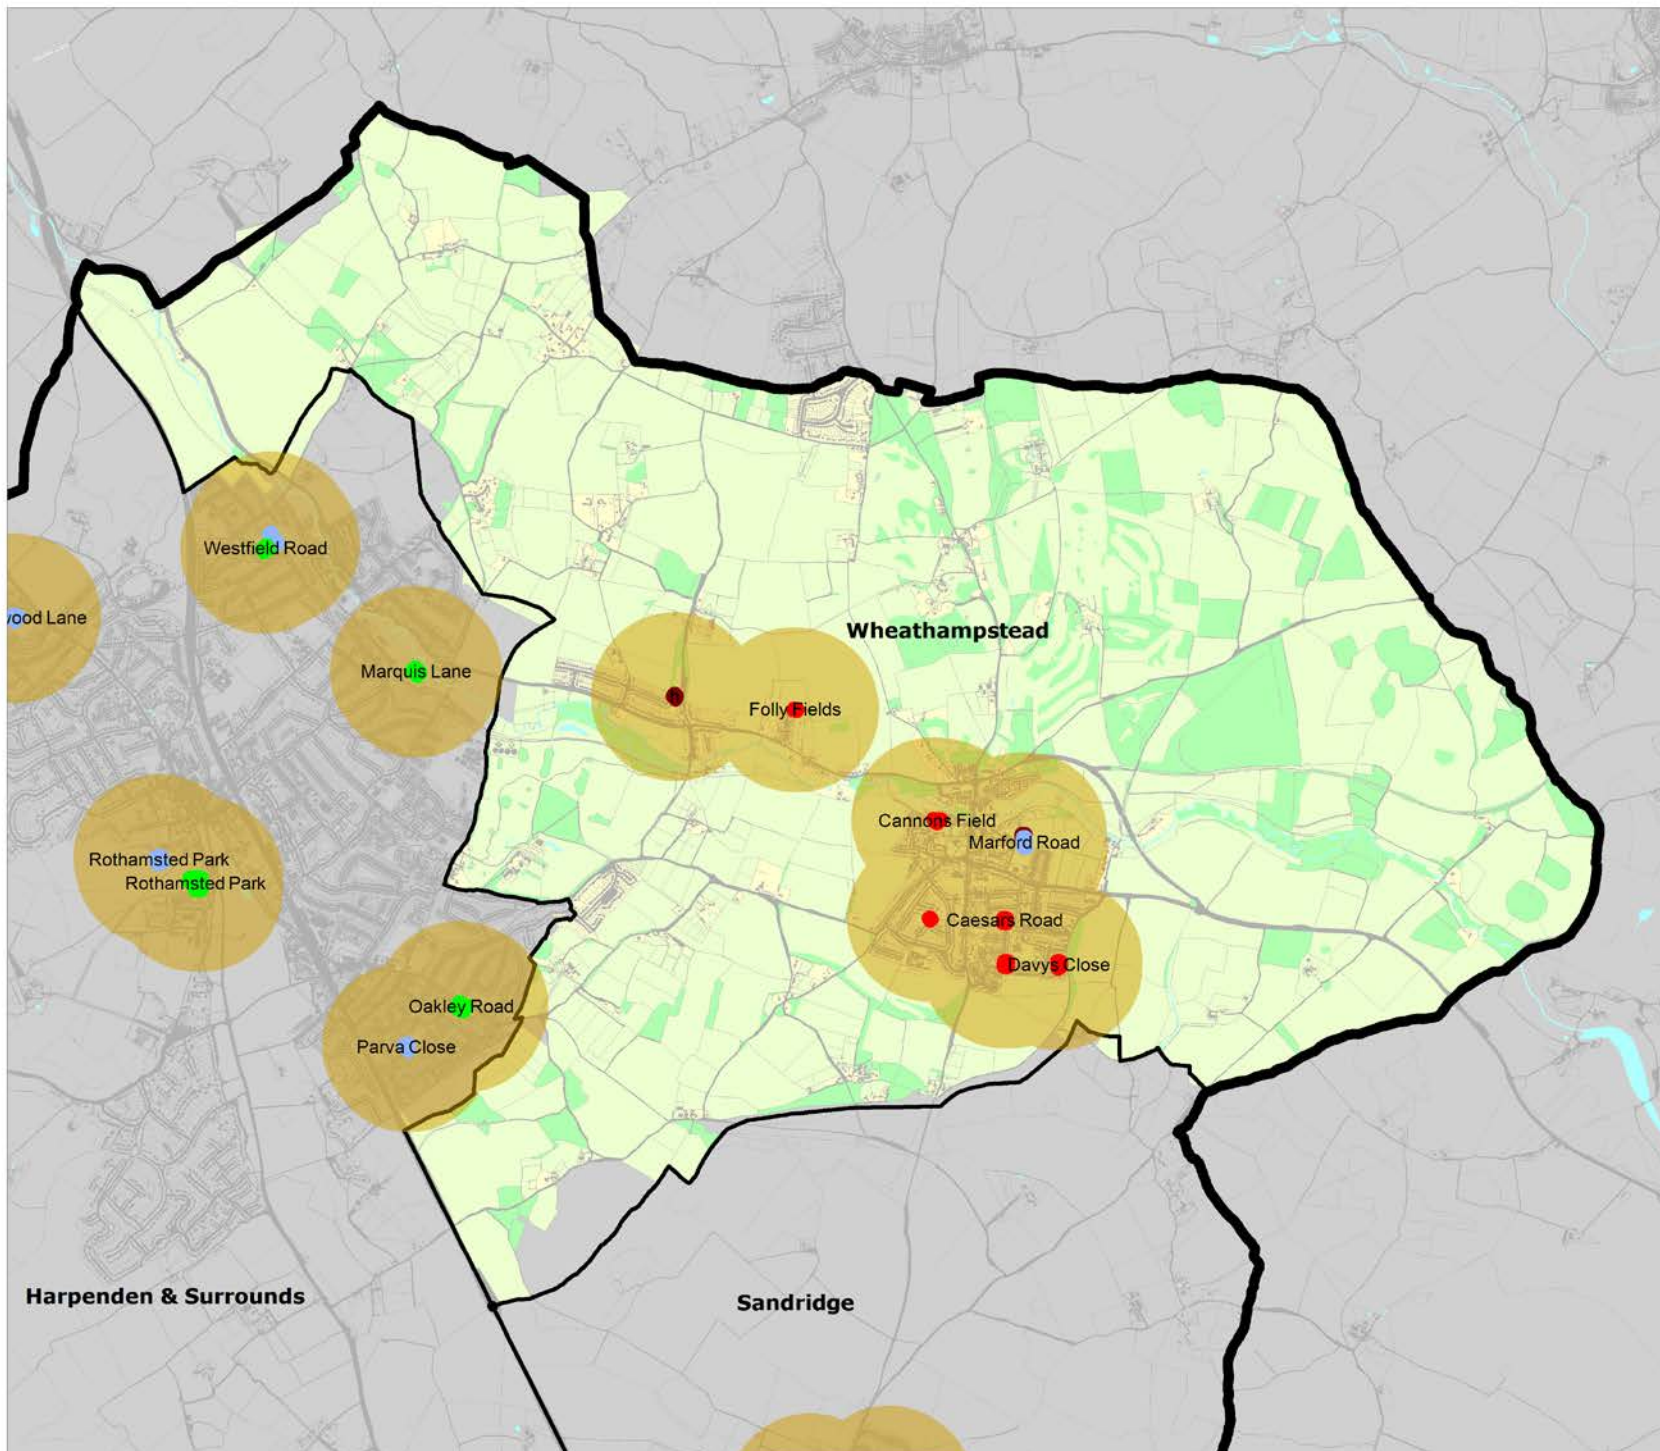 Westfield Road
wood Lane
Wheathampstead
Marquis Lane
Folly Fields
Cannons Field
Marford Road
Rothamsted Park
Rothamsted Park
Caesars Road
Davys Close
Oakley Road
Parva Close
Harpenden & Surrounds
Sandridge